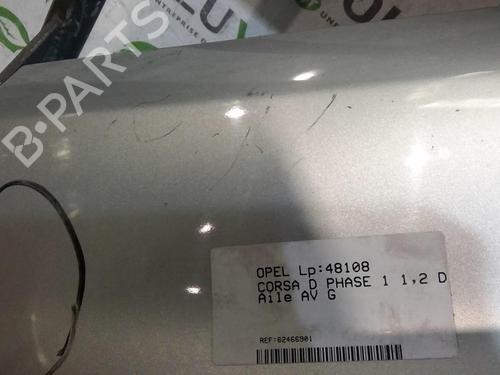 B-PARTS
OPEL Lp:48108
CORSA D PHASE 1 1,2 D
Aile AV G
REF:62466901